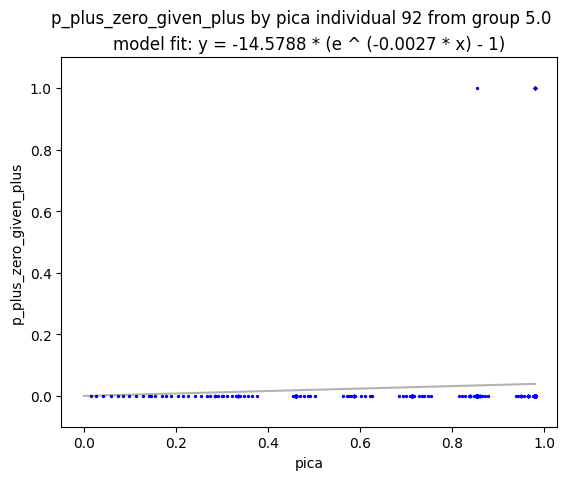 p_plus_zero_given_plus by pica individual 92 from group 5.0
model fit: y = -14.5788 * (e ^ (-0.0027 * x) - 1)
1.0
0.8
0.6
0.4
0.2
0.0
p_plus_zero_given_plus
0.0 0.2 0.4 0.6 0.8 1.0
pica